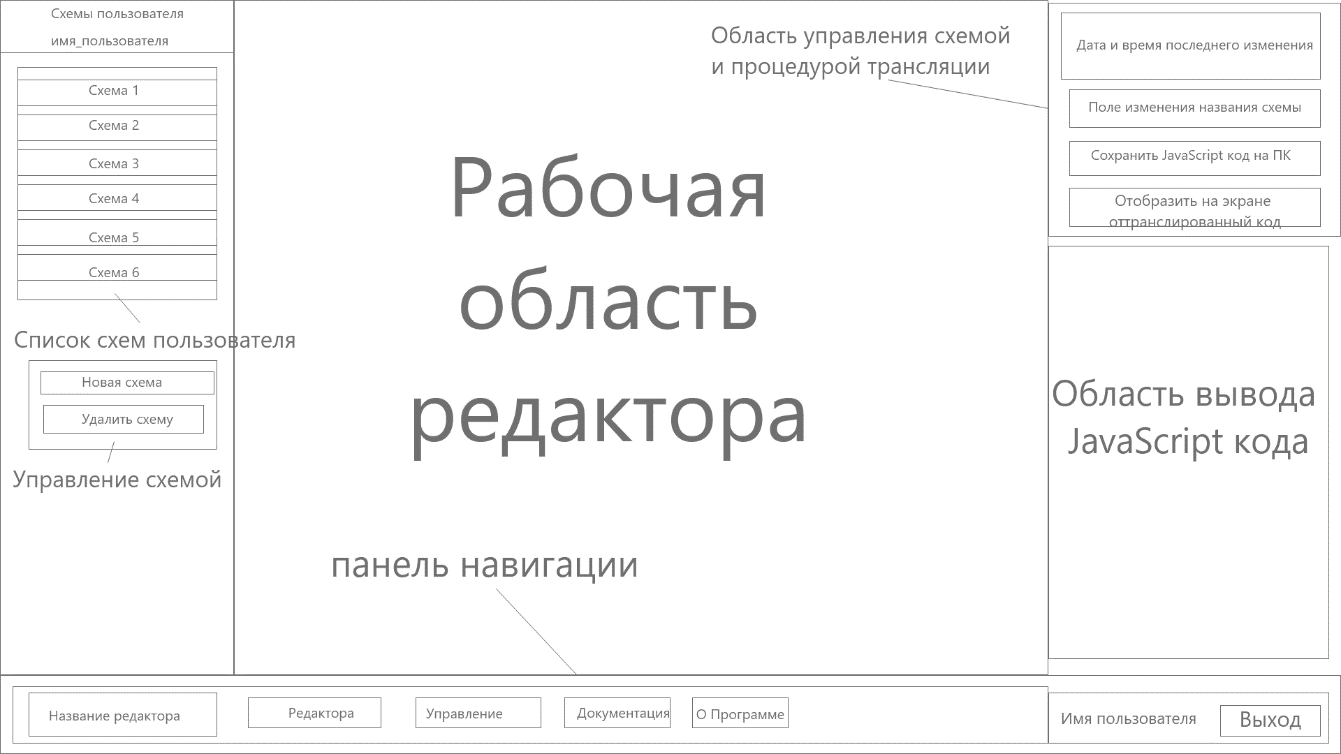 Схемы пользователя
имя_пользователя
Схема 1
Схема 2
Схема 3
Схема 4
Схема 5
Схема 6
Список схем пользователя
Новая схема
Удалить схему
Управление схемой
Область управления схемой
и процедурой трансляции
Рабочая
область
редактора
панель навигации
Дата и время последнего изменения
Поле изменения названия схемы
Сохранить JavaScript код на ПК
Отобразить на экране
оттранслированный код
Область вывода
JavaScript кода
Название редактора
Редактора
Управление
Документация
О Программе
Имя пользователя
Выход